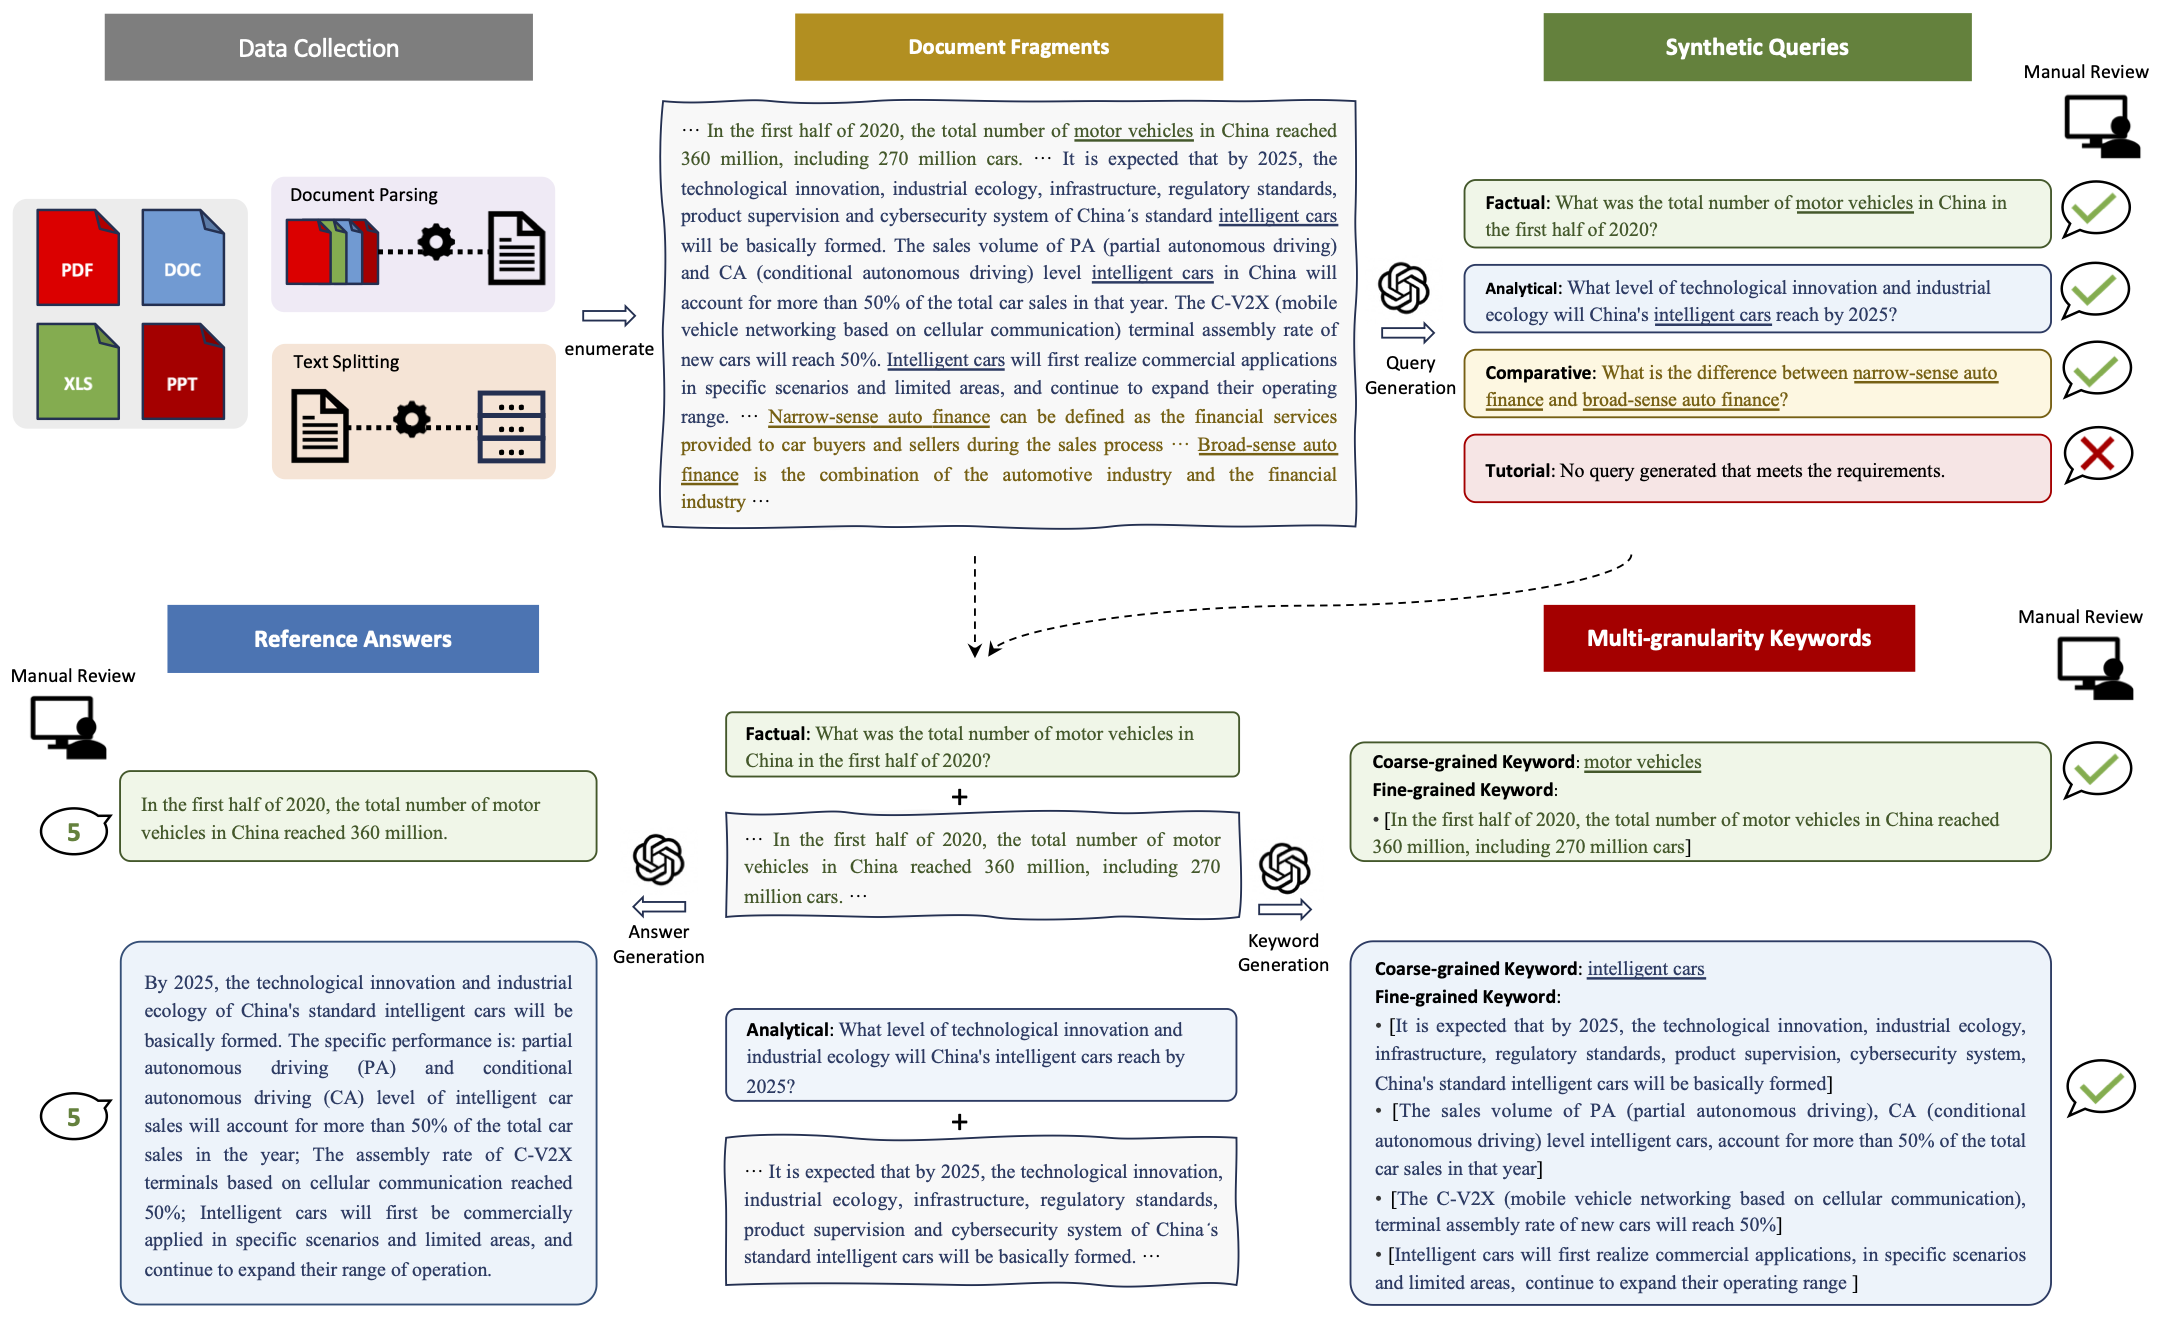 Data Collection
Document Fragments
Synthetic Queries
Manual Review
PDF
DOC
XLS
PPT
Document Parsing
Text Splitting
enumerate
··· In the first half of 2020, the total number of motor vehicles in China reached
360 million, including 270 million cars. ··· It is expected that by 2025, the
technological innovation, industrial ecology, infrastructure, regulatory standards,
product supervision and cybersecurity system of China´s standard intelligent cars
will be basically formed. The sales volume of PA (partial autonomous driving)
and CA (conditional autonomous driving) level intelligent cars in China will
account for more than 50% of the total car sales in that year. The C-V2X (mobile
vehicle networking based on cellular communication) terminal assembly rate of
new cars will reach 50%. Intelligent cars will first realize commercial applications
in specific scenarios and limited areas, and continue to expand their operating
range. ··· Narrow-sense auto finance can be defined as the financial services
provided to car buyers and sellers during the sales process ··· Broad-sense auto
finance is the combination of the automotive industry and the financial
industry ···
Query
Generation
Factual: What was the total number of motor vehicles in China in
the first half of 2020?
Analytical: What level of technological innovation and industrial
ecology will China's intelligent cars reach by 2025?
Comparative: What is the difference between narrow-sense auto
finance and broad-sense auto finance?
Tutorial: No query generated that meets the requirements.
Reference Answers
Multi-granularity Keywords
Manual Review
Manual Review
5
In the first half of 2020, the total number of motor
vehicles in China reached 360 million.
5
By 2025, the technological innovation and industrial
ecology of China's standard intelligent cars will be
basically formed. The specific performance is: partial
autonomous driving (PA) and conditional
autonomous driving (CA) level of intelligent car
sales will account for more than 50% of the total car
sales in the year; The assembly rate of C-V2X
terminals based on cellular communication reached
50%; Intelligent cars will first be commercially
applied in specific scenarios and limited areas, and
continue to expand their range of operation.
Answer
Generation
Factual: What was the total number of motor vehicles in
China in the first half of 2020?
+
··· In the first half of 2020, the total number of motor
vehicles in China reached 360 million, including 270
million cars. ···
Analytical: What level of technological innovation and
industrial ecology will China's intelligent cars reach by
2025?
+
··· It is expected that by 2025, the technological innovation,
industrial ecology, infrastructure, regulatory standards,
product supervision and cybersecurity system of China´s
standard intelligent cars will be basically formed. ···
Keyword
Generation
Coarse-grained Keyword: motor vehicles
Fine-grained Keyword:
• [In the first half of 2020, the total number of motor vehicles in China reached
360 million, including 270 million cars]
Coarse-grained Keyword: intelligent cars
Fine-grained Keyword:
• [It is expected that by 2025, the technological innovation, industrial ecology,
infrastructure, regulatory standards, product supervision, cybersecurity system,
China's standard intelligent cars will be basically formed]
• [The sales volume of PA (partial autonomous driving), CA (conditional
autonomous driving) level intelligent cars, account for more than 50% of the total
car sales in that year]
• [The C-V2X (mobile vehicle networking based on cellular communication),
terminal assembly rate of new cars will reach 50%]
• [Intelligent cars will first realize commercial applications, in specific scenarios
and limited areas, continue to expand their operating range ]